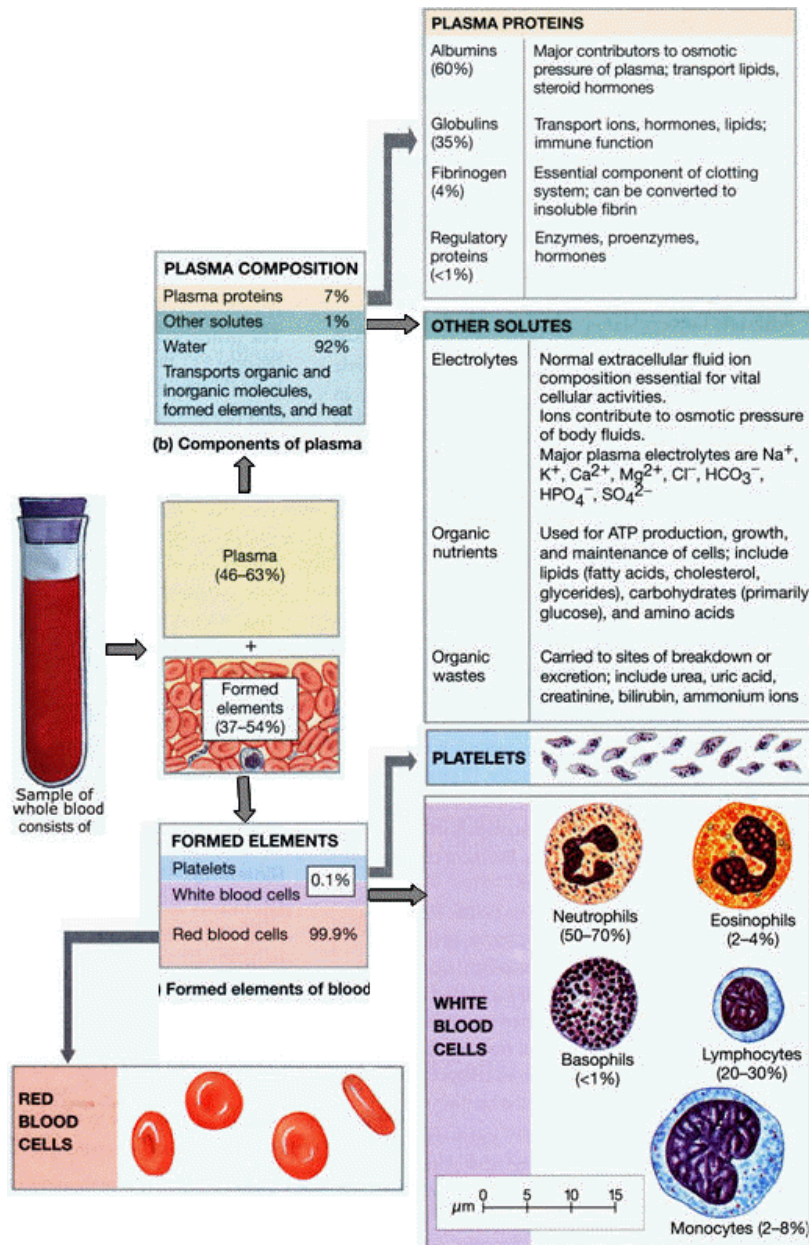 PLASMA PROTEINS
Albumins
(60%)
Major contributors to osmotic
pressure of plasma; transport lipids,
steroid hormones
Globulins
(35%)
Transport ions, hormones, lipids;
immune function
Fibrinogen
(4%)
Essential component of clotting
system; can be converted to
insoluble fibrin
Regulatory
proteins
(<1%)
Enzymes, proenzymes,
hormones
PLASMA COMPOSITION
Plasma proteins 7%
Other solutes 1%
Water 92%
Transports organic and
inorganic molecules,
formed elements, and heat
(b) Components of plasma
OTHER SOLUTES
Electrolytes
Normal extracellular fluid ion
composition essential for vital
cellular activities.
Ions contribute to osmotic pressure
of body fluids.
Major plasma electrolytes are Na⁺,
K⁺, Ca²⁺, Mg²⁺, Cl⁻, HCO₃⁻,
HPO₄⁻, SO₄²⁻
Organic
nutrients
Used for ATP production, growth,
and maintenance of cells; include
lipids (fatty acids, cholesterol,
glycerides), carbohydrates (primarily
glucose), and amino acids
Organic
wastes
Carried to sites of breakdown or
excretion; include urea, uric acid,
creatinine, bilirubin, ammonium ions
Plasma
(46–63%)
+
Formed
elements
(37–54%)
Sample of
whole blood
consists of
PLATELETS
FORMED ELEMENTS
Platelets
0.1%
White blood cells
Red blood cells 99.9%
) Formed elements of blood
WHITE
BLOOD
CELLS
Neutrophils
(50–70%)
Eosinophils
(2–4%)
Basophils
(<1%)
Lymphocytes
(20–30%)
Monocytes (2–8%)
µm 0 5 10 15
RED
BLOOD
CELLS